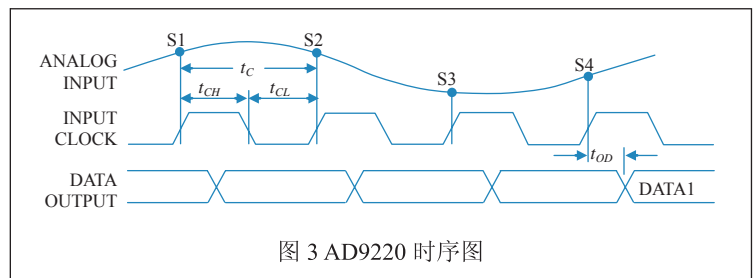 S1
S2
S3
S4
ANALOG
INPUT
tC
tCH
tCL
INPUT
CLOCK
tOD
DATA
OUTPUT
DATA1
图 3 AD9220 时序图